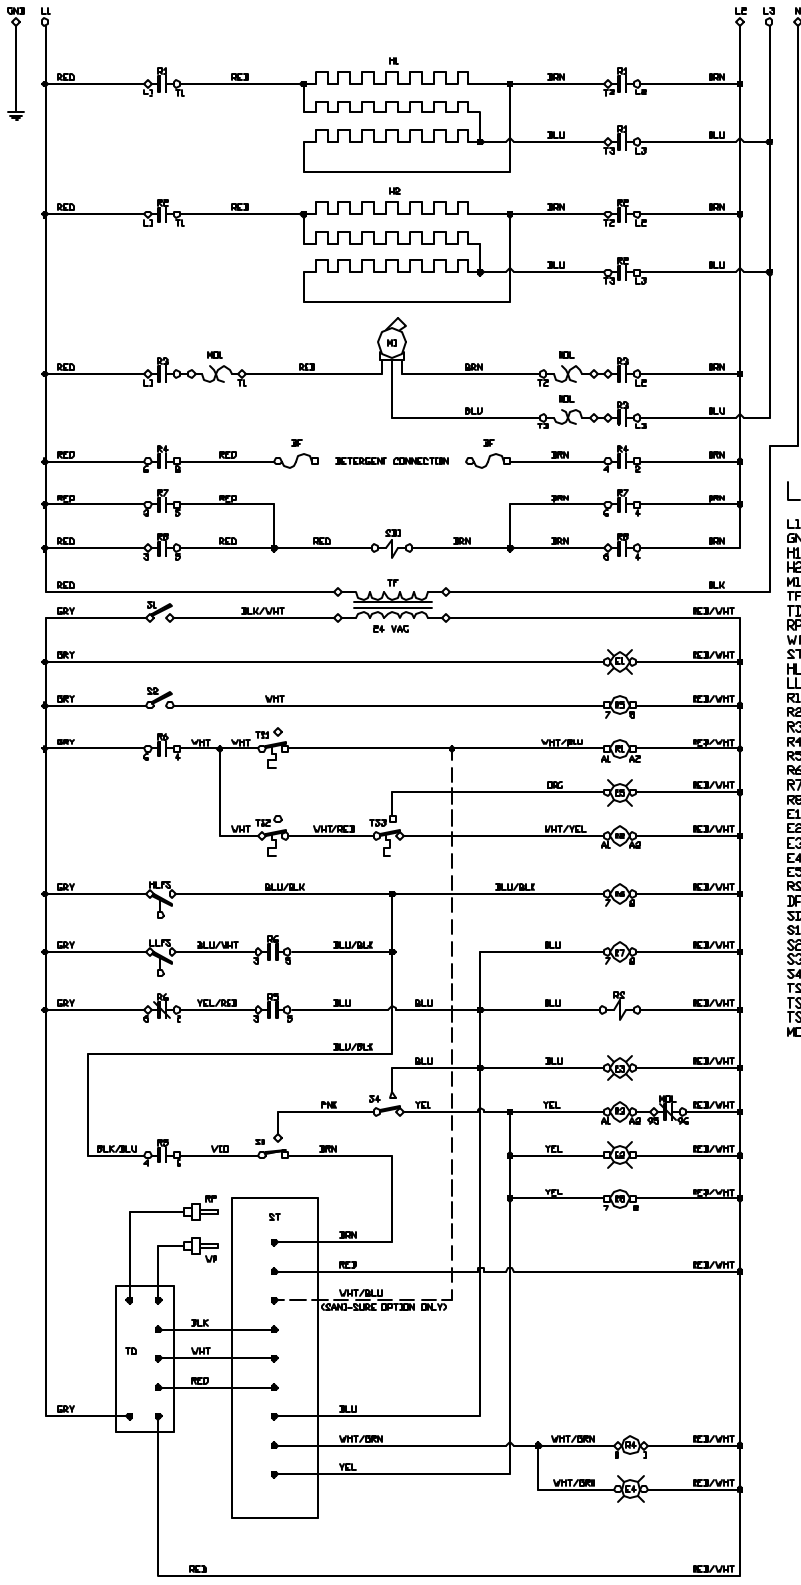 GND L1 L2 L3 N
H1
RED R1 RED BRN R1 BRN
L1 T1 T2 L2
BLU R1 BLU
T3 L3
H2
RED R2 RED BRN R2 BRN
L1 T1 T2 L2
BLU R2 BLU
T3 L3
M1
RED R3 MOL RED BRN MOL R3 BRN
L1 T1 T2 L2
BLU MOL R3 BLU
T3 L3
RED R4 RED DF DETERGENT CONNECTION DF BRN R4 BRN
6 8 4 2
RED R7 RED BRN R7 BRN
5 6 4
RED R8 RED RED BRN BRN R8 BRN
3 5 6 4
RED TF BLK
GRY S1 BLK/WHT 24 VAC RED/WHT
GRY E1 RED/WHT
GRY S2 WHT R5 RED/WHT
7 8
GRY R6 WHT WHT TS1 WHT/BLU R1 RED/WHT
6 4 A1 A2
ORG E5 RED/WHT
WHT TS2 WHT/RED TS3 WHT/YEL R2 RED/WHT
A1 A2
GRY HLPS BLU/BLK BLU/BLK R6 RED/WHT
7 8
GRY LLPS BLU/WHT R6 BLU/BLK BLU RED/WHT
3 5 7 8
GRY R6 YEL/RED R5 BLU BLU BLU RS RED/WHT
2 3 5
BLU/BLK BLU BLU E3 RED/WHT
PNK S4 YEL YEL R3 MOL RED/WHT
A1 A2 95 96
BLK/BLU R5 VIO S3 BRN YEL E2 RED/WHT
4 6
YEL R8 RED/WHT
7 8
RP
ST
WP
BRN
RED RED/WHT
WHT/BLU
(SANI-SURE OPTION ONLY)
BLK
TD WHT
RED
GRY BLU
WHT/BRN WHT/BRN R4 RED/WHT
YEL
WHT/BRN E4 RED/WHT
RED RED/WHT
L1
GN
H1
H2
M1
TF
TD
RP
WP
ST
HL
LL
R1
R2
R3
R4
R5
R6
R7
R8
E1
E2
E3
E4
E5
RS
DF
S1
S2
S3
S4
TS
TS
TS
MO